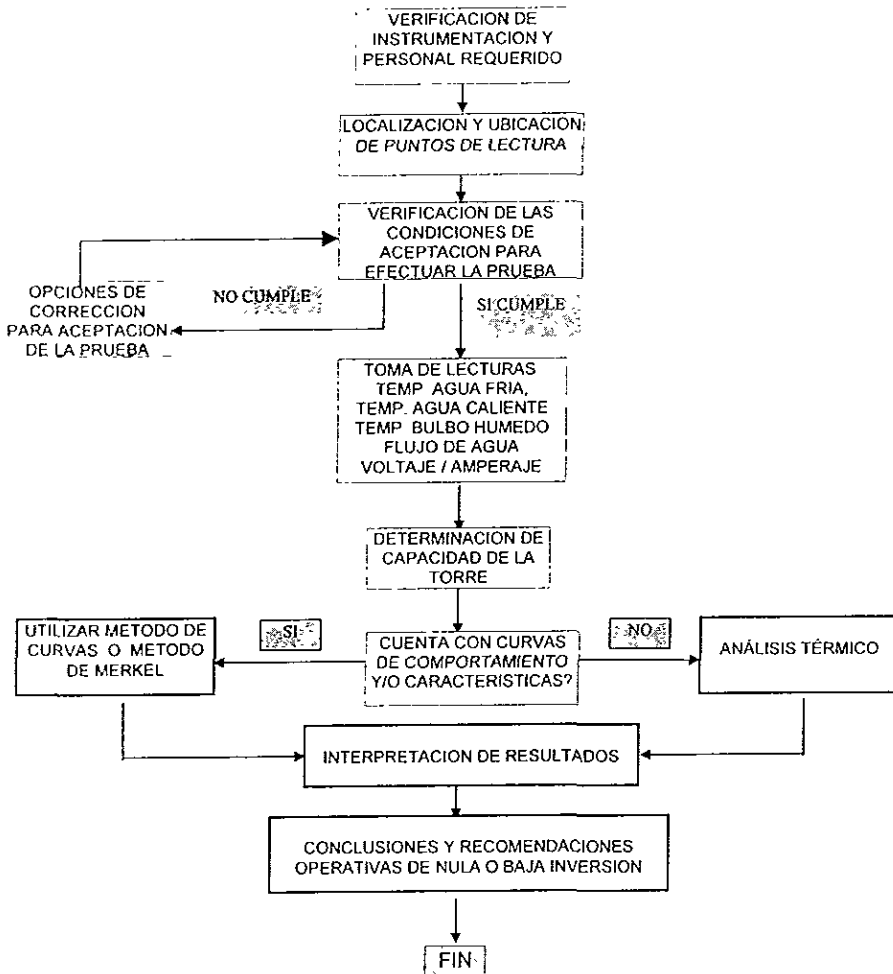 VERIFICACION DE
INSTRUMENTACION Y
PERSONAL REQUERIDO
LOCALIZACION Y UBICACION
DE PUNTOS DE LECTURA
VERIFICACION DE LAS
CONDICIONES DE
ACEPTACION PARA
EFECTUAR LA PRUEBA
OPCIONES DE
CORRECCION
PARA ACEPTACION
DE LA PRUEBA
NO CUMPLE
SI CUMPLE
TOMA DE LECTURAS
TEMP AGUA FRIA,
TEMP. AGUA CALIENTE
TEMP BULBO HUMEDO
FLUJO DE AGUA
VOLTAJE / AMPERAJE
DETERMINACION DE
CAPACIDAD DE LA
TORRE
UTILIZAR METODO DE
CURVAS O METODO
DE MERKEL
SI
CUENTA CON CURVAS
DE COMPORTAMIENTO
Y/O CARACTERISTICAS?
NO
ANÁLISIS TÉRMICO
INTERPRETACION DE RESULTADOS
CONCLUSIONES Y RECOMENDACIONES
OPERATIVAS DE NULA O BAJA INVERSION
FIN